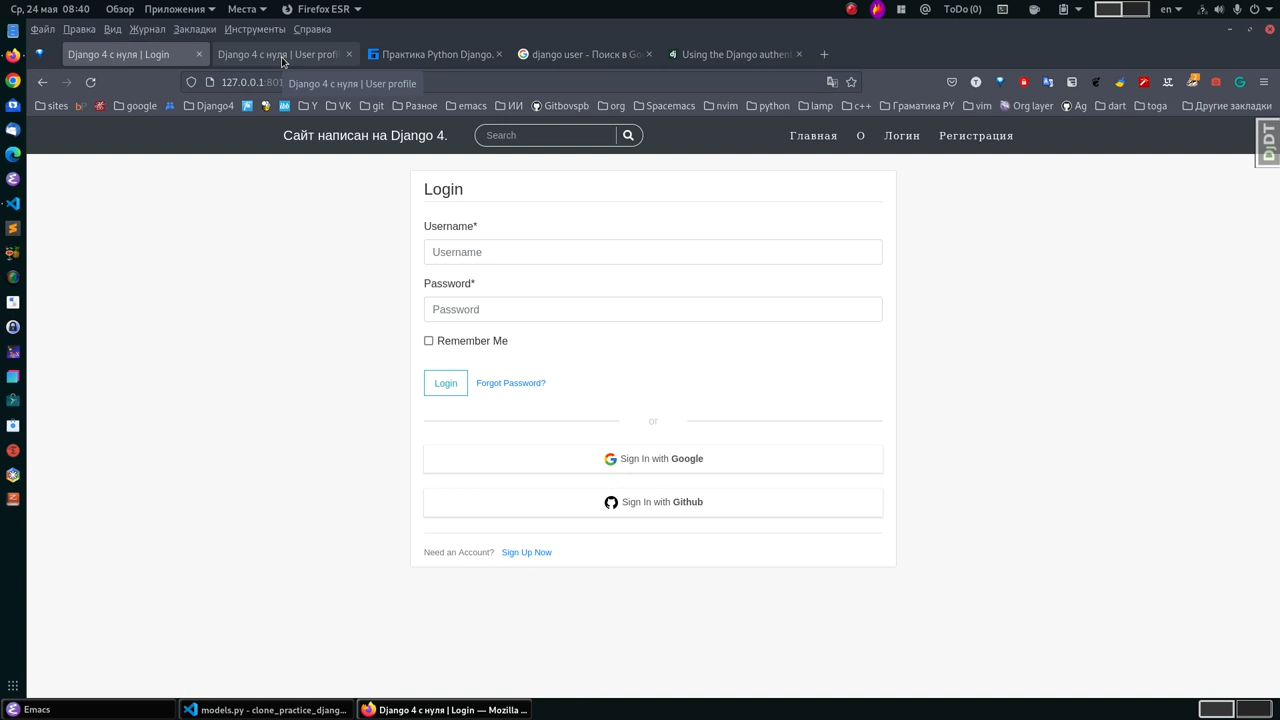 Ср, 24 мая 08:40 Обзор Приложения Места Firefox ESR ToDo(0) en
Файл Правка Вид Журнал Закладки Инструменты Справка
Django 4 с нуля | Login Django 4 с нуля | User profil Практика Python Django. django user - Поиск в Go Using the Django authent
127.0.0.1:80
Django 4 с нуля | User profile
sites bP google Django4 Y VK git Разное emacs ИИ Gitbovspb org Spacemacs nvim python lamp c++ Граматика РУ vim Org layer Ag dart toga Другие закладки
Сайт написан на Django 4. Search Главная О Логин Регистрация
DjDT
Login
Username*
Username
Password*
Password
Remember Me
Login Forgot Password?
or
Sign In with Google
Sign In with Github
Need an Account? Sign Up Now
Emacs models.py - clone_practice_djang... Django 4 с нуля | Login — Mozilla ...